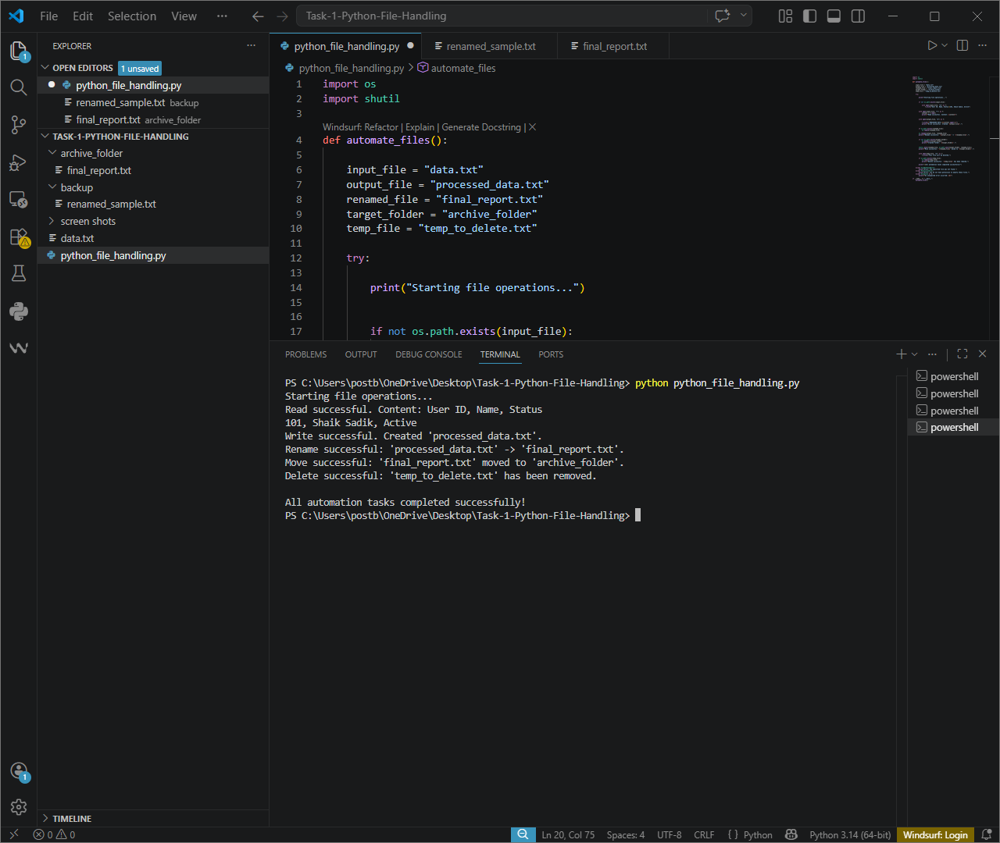 File Edit Selection View ··· Task-1-Python-File-Handling
EXPLORER ···
OPEN EDITORS 1 unsaved
python_file_handling.py
renamed_sample.txt backup
final_report.txt archive_folder
TASK-1-PYTHON-FILE-HANDLING
archive_folder
final_report.txt
backup
renamed_sample.txt
screen shots
data.txt
python_file_handling.py
TIMELINE
1
1
python_file_handling.py renamed_sample.txt final_report.txt
python_file_handling.py > automate_files
1 import os
2 import shutil
3
Windsurf: Refactor | Explain | Generate Docstring | X
4 def automate_files():
5
6 input_file = "data.txt"
7 output_file = "processed_data.txt"
8 renamed_file = "final_report.txt"
9 target_folder = "archive_folder"
10 temp_file = "temp_to_delete.txt"
11
12 try:
13
14 print("Starting file operations...")
15
16
17 if not os.path.exists(input_file):
PROBLEMS OUTPUT DEBUG CONSOLE TERMINAL PORTS
PS C:\Users\postb\OneDrive\Desktop\Task-1-Python-File-Handling> python python_file_handling.py
Starting file operations...
Read successful. Content: User ID, Name, Status
101, Shaik Sadik, Active
Write successful. Created 'processed_data.txt'.
Rename successful: 'processed_data.txt' -> 'final_report.txt'.
Move successful: 'final_report.txt' moved to 'archive_folder'.
Delete successful: 'temp_to_delete.txt' has been removed.
All automation tasks completed successfully!
PS C:\Users\postb\OneDrive\Desktop\Task-1-Python-File-Handling>
powershell
powershell
powershell
powershell
0 0 Ln 20, Col 75 Spaces: 4 UTF-8 CRLF { } Python Python 3.14 (64-bit) Windsurf: Login